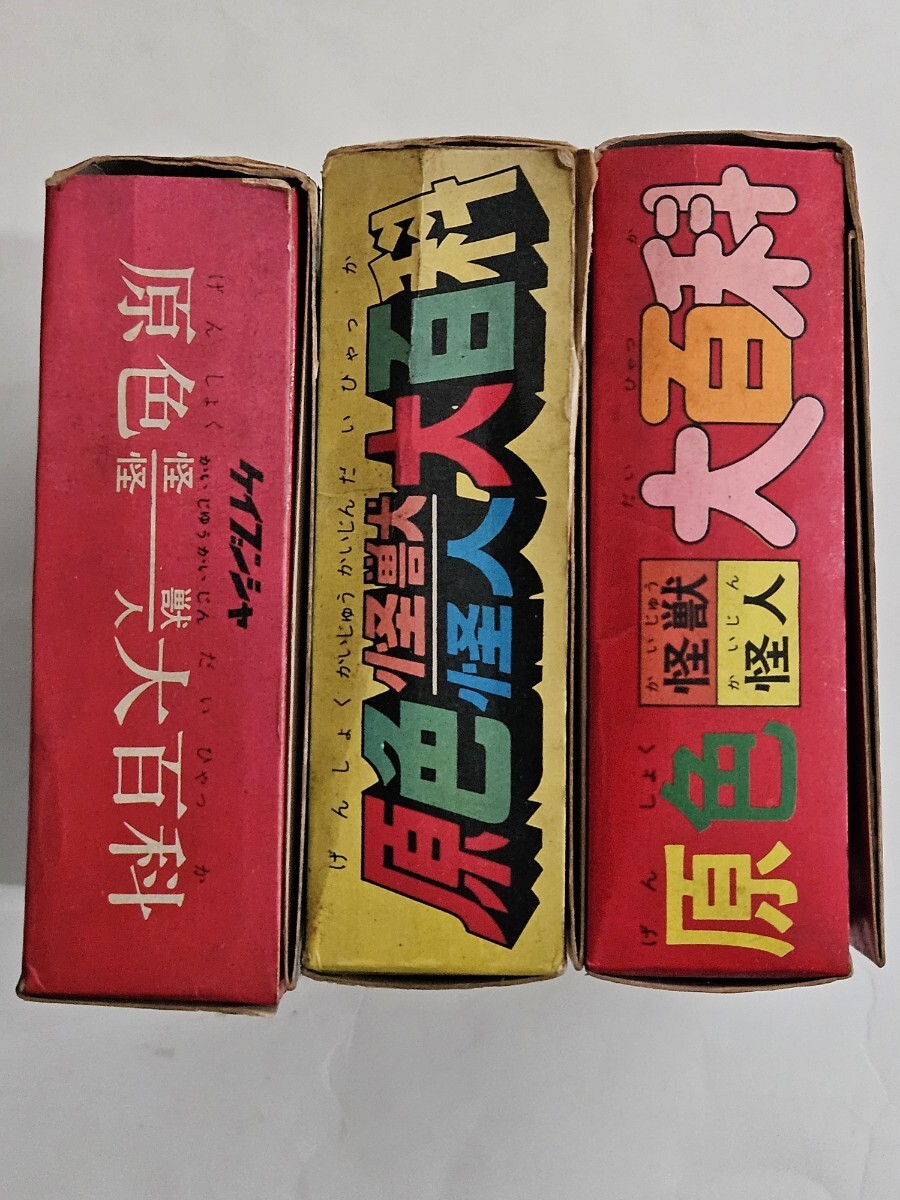 げんしょくかいじゅうかいじんだいひゃっか
原色怪獣怪人大百科
ケイブンシャ
げんしょくかいじゅうかいじんだいひゃっか
原色怪獣怪人大百科
げんしょく
かいじゅう
かいじん
だいひゃっか
原色怪獣怪人大百科